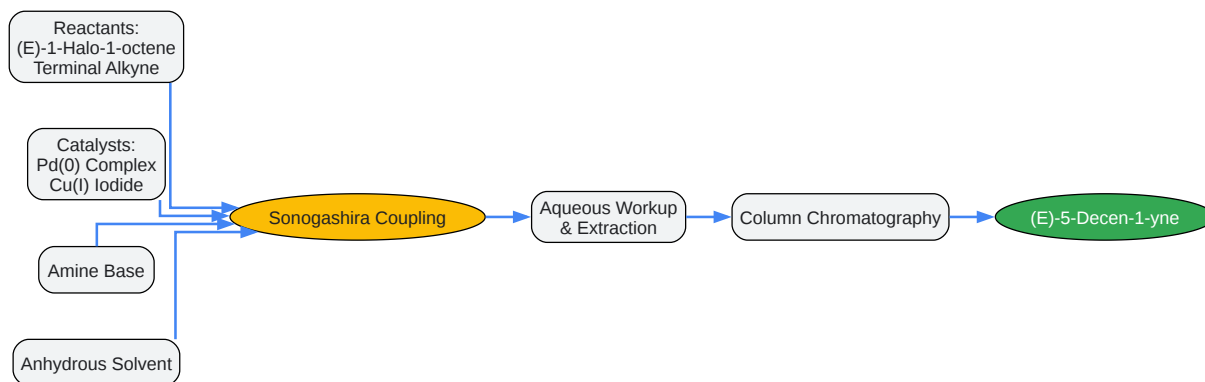 Reactants:
(E)-1-Halo-1-octene
Terminal Alkyne
Catalysts:
Pd(0) Complex
Cu(I) Iodide
Amine Base
Anhydrous Solvent
Sonogashira Coupling
Aqueous Workup
& Extraction
Column Chromatography
(E)-5-Decen-1-yne